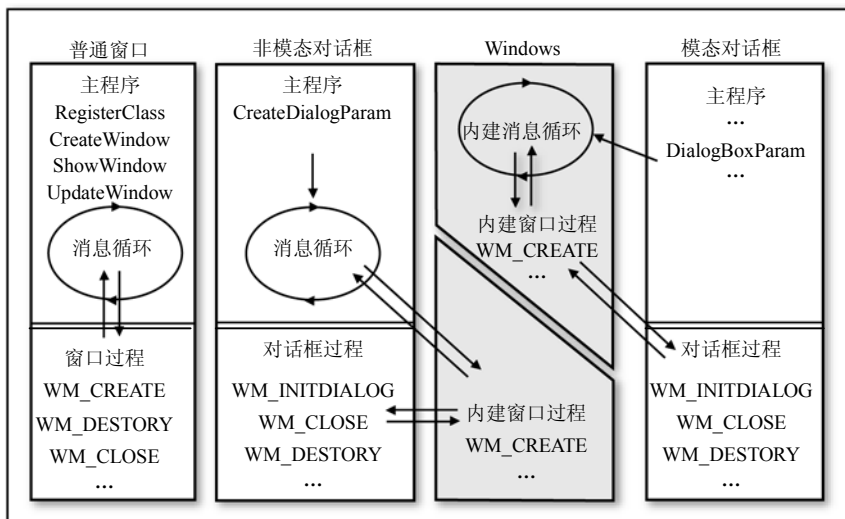 普通窗口
主程序
RegisterClass
CreateWindow
ShowWindow
UpdateWindow
消息循环
窗口过程
WM_CREATE
WM_DESTORY
WM_CLOSE
…
非模态对话框
主程序
CreateDialogParam
消息循环
对话框过程
WM_INITDIALOG
WM_CLOSE
WM_DESTORY
…
Windows
内建消息循环
内建窗口过程
WM_CREATE
…
内建窗口过程
WM_CREATE
…
模态对话框
主程序
…
DialogBoxParam
…
对话框过程
WM_INITDIALOG
WM_CLOSE
WM_DESTORY
…